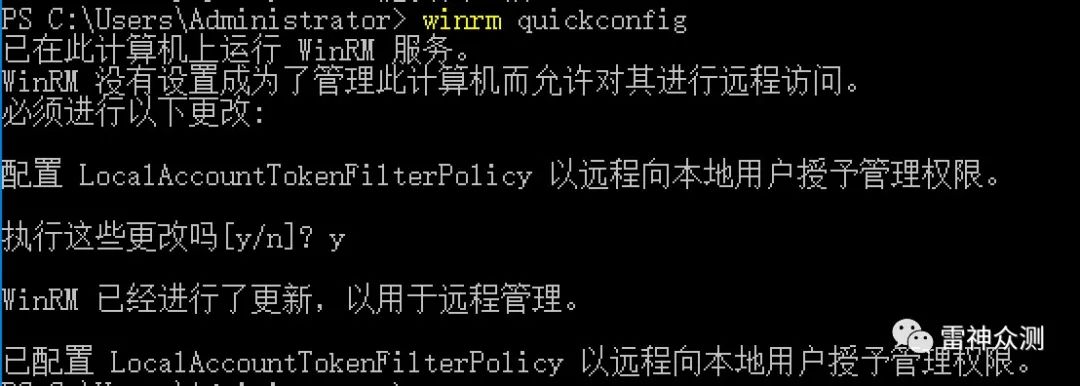 PS C:\Users\Administrator> winrm quickconfig
已在此计算机上运行 WinRM 服务。
WinRM 没有设置成为了管理此计算机而允许对其进行远程访问。
必须进行以下更改:
配置 LocalAccountTokenFilterPolicy 以远程向本地用户授予管理权限。
执行这些更改吗[y/n]? y
WinRM 已经进行了更新，以用于远程管理。
雷神众测
已配置 LocalAccountTokenFilterPolicy 以远程向本地用户授予管理权限。